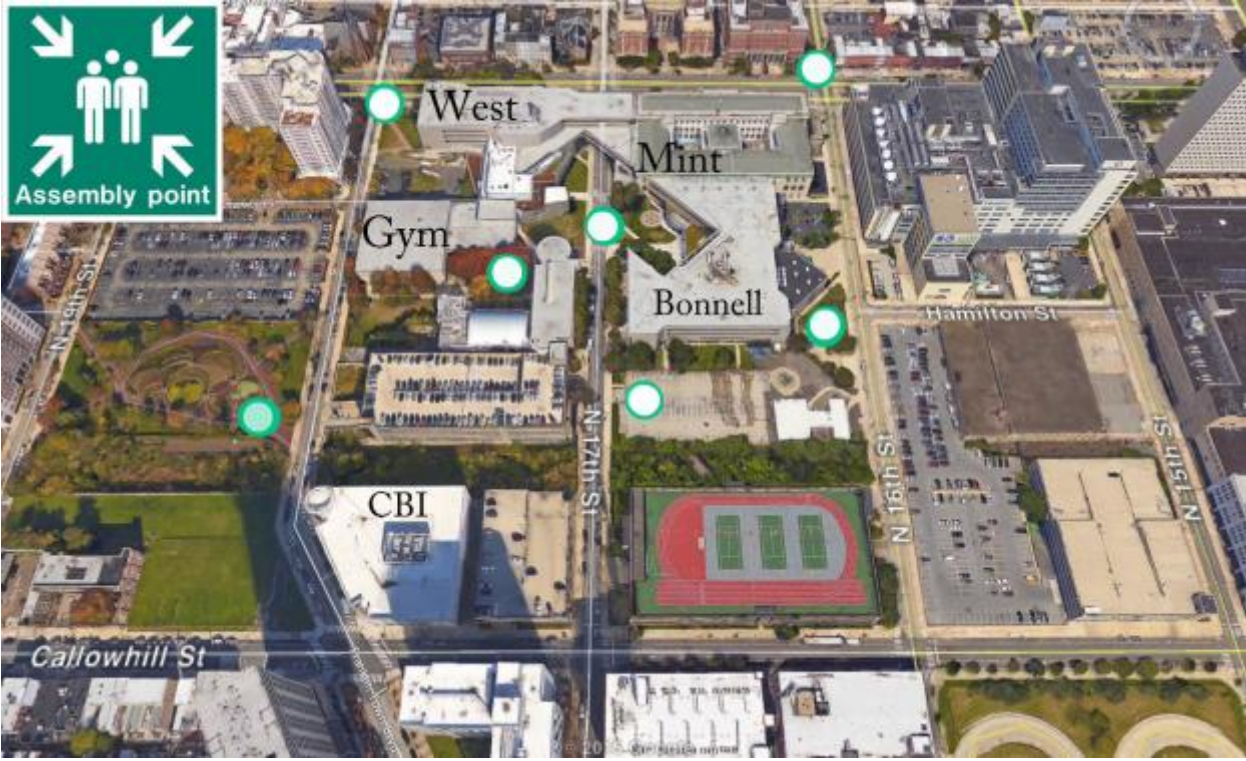 Assembly point
West
Mint
Gym
N 19th St
Bonnell
Hamilton St
N 17th St
N 16th St
N 15th St
CBI
Callowhill St